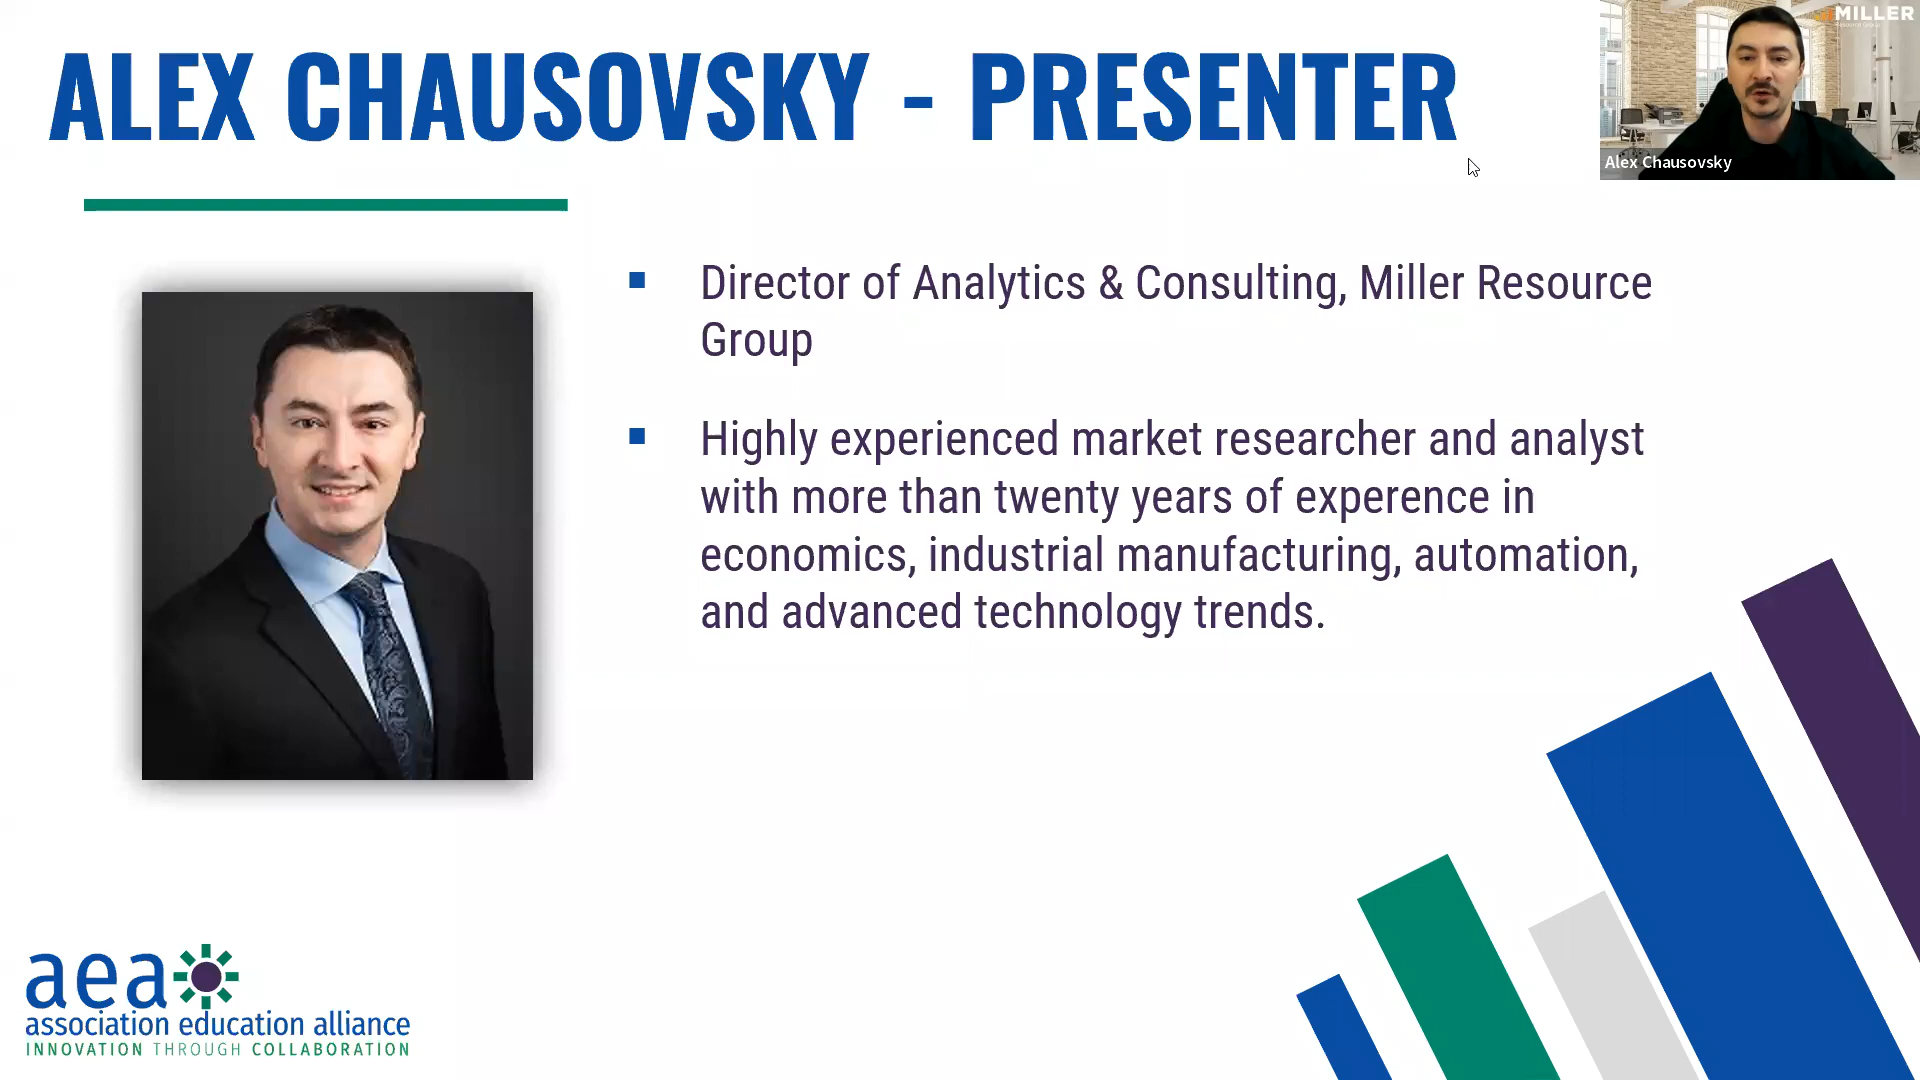 ALEX CHAUSOVSKY - PRESENTER
MILLER
Alex Chausovsky
Director of Analytics & Consulting, Miller Resource
Group
Highly experienced market researcher and analyst
with more than twenty years of experence in
economics, industrial manufacturing, automation,
and advanced technology trends.
aea
association education alliance
INNOVATION THROUGH COLLABORATION